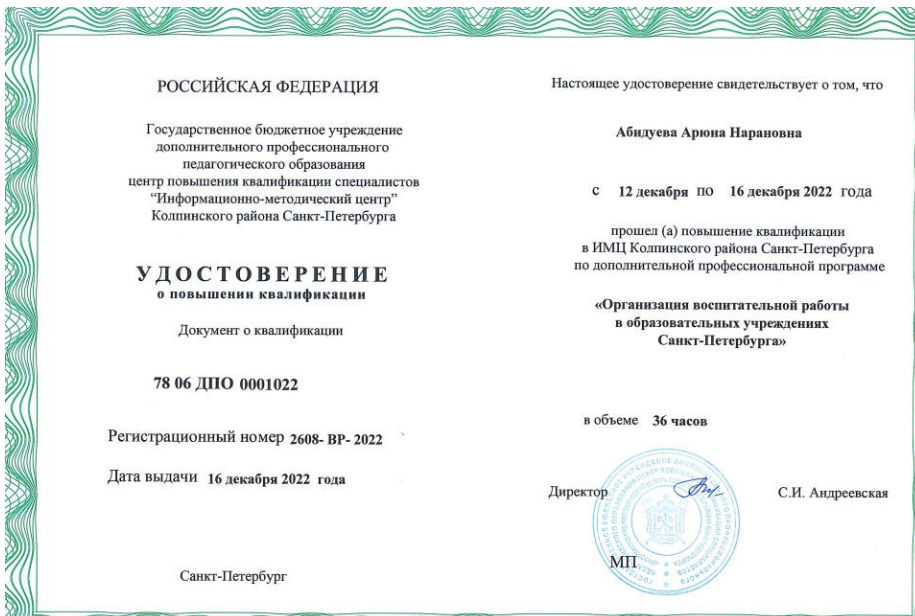 РОССИЙСКАЯ ФЕДЕРАЦИЯ
Государственное бюджетное учреждение
дополнительного профессионального
педагогического образования
центр повышения квалификации специалистов
"Информационно-методический центр"
Колпинского района Санкт-Петербурга
УДОСТОВЕРЕНИЕ
о повышении квалификации
Документ о квалификации
78 06 ДПО 0001022
Регистрационный номер 2608- ВР- 2022
Дата выдачи 16 декабря 2022 года
Санкт-Петербург
Настоящее удостоверение свидетельствует о том, что
Абидуева Арюна Нарановна
с 12 декабря по 16 декабря 2022 года
прошел (а) повышение квалификации
в ИМЦ Колпинского района Санкт-Петербурга
по дополнительной профессиональной программе
«Организация воспитательной работы
в образовательных учреждениях
Санкт-Петербурга»
в объеме 36 часов
Директор С.И. Андреевская
МП